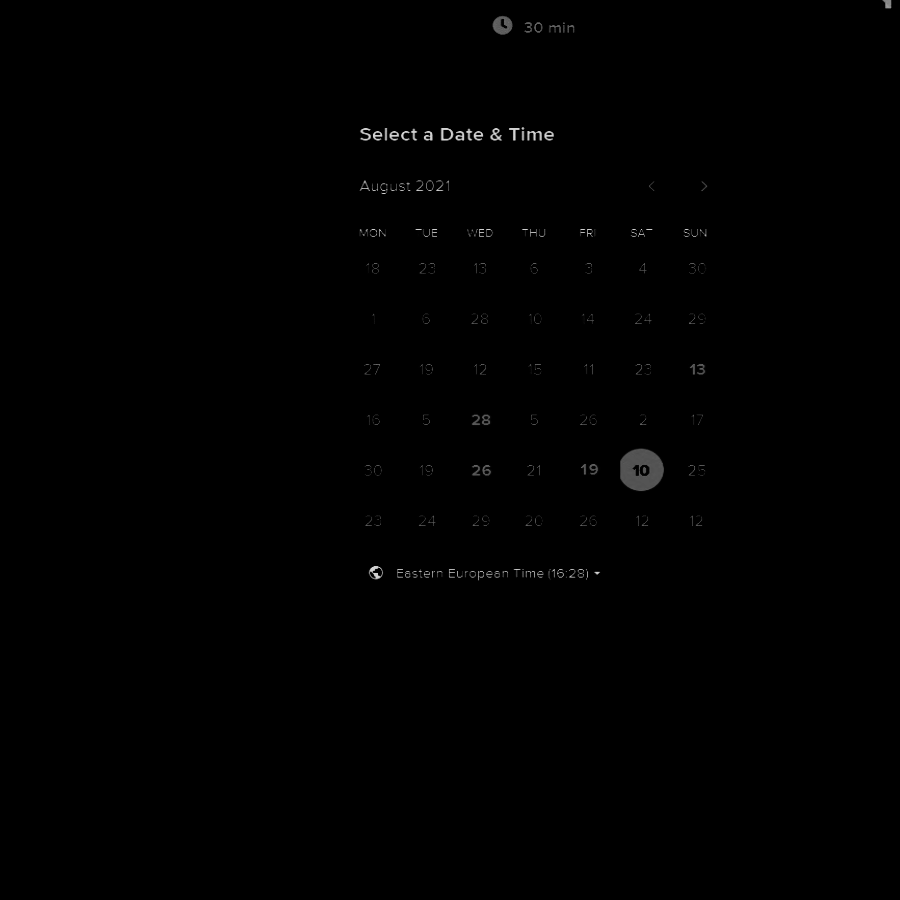 30 min
Select a Date & Time
August 2021
MON TUE WED THU FRI SAT SUN
18 23 13 6 3 4 30
1 6 28 10 14 24 29
27 19 12 15 11 23 13
16 5 28 5 26 2 17
30 19 26 21 19 10 25
23 24 29 20 26 12 12
Eastern European Time (16:28)